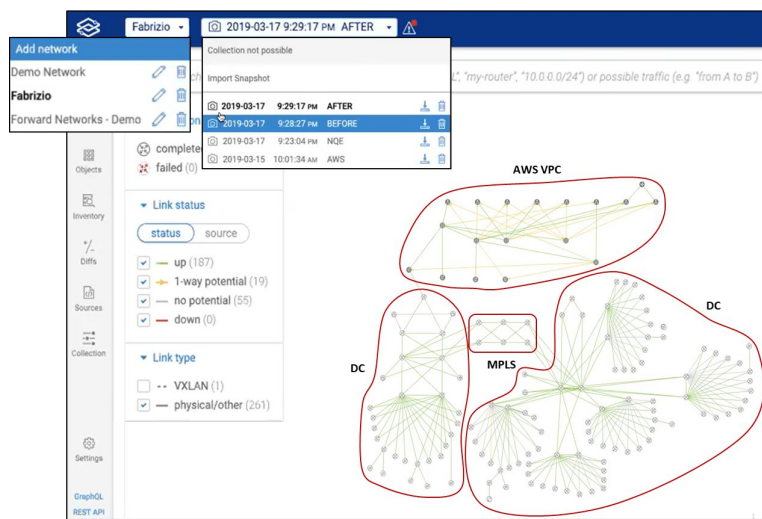 Fabrizio
2019-03-17 9:29:17 PM AFTER
Add network
Demo Network
Fabrizio
Forward Networks - Demo
Collection not possible
Import Snapshot
2019-03-17 9:29:17 PM AFTER
2019-03-17 9:28:27 PM BEFORE
2019-03-17 9:23:04 PM NQE
2019-03-15 10:01:34 AM AWS
", "my-router", "10.0.0.0/24") or possible traffic (e.g. "from A to B")
Objects
Inventory
Diffs
Sources
Collection
Settings
GraphQL
REST API
failed (0)
Link status
status source
up (187)
1-way potential (19)
no potential (55)
down (0)
Link type
VXLAN (1)
physical/other (261)
AWS VPC
DC
MPLS
DC